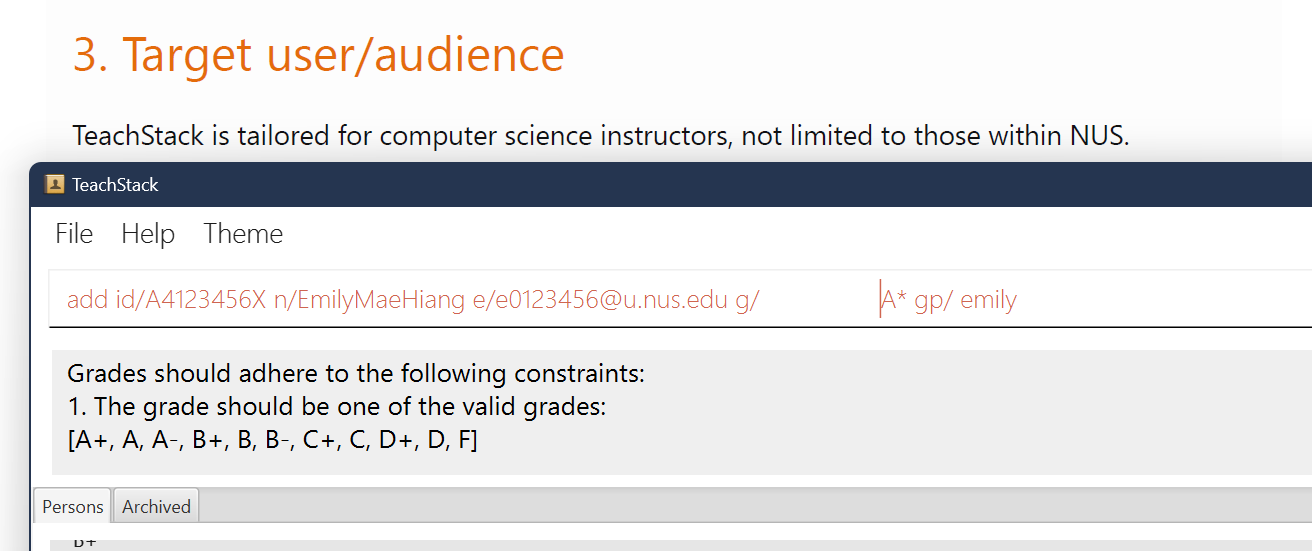 3. Target user/audience
TeachStack is tailored for computer science instructors, not limited to those within NUS.
TeachStack
File Help Theme
add id/A4123456X n/EmilyMaeHiang e/e0123456@u.nus.edu g/ A* gp/ emily
Grades should adhere to the following constraints:
1. The grade should be one of the valid grades:
[A+, A, A-, B+, B, B-, C+, C, D+, D, F]
Persons Archived
B+